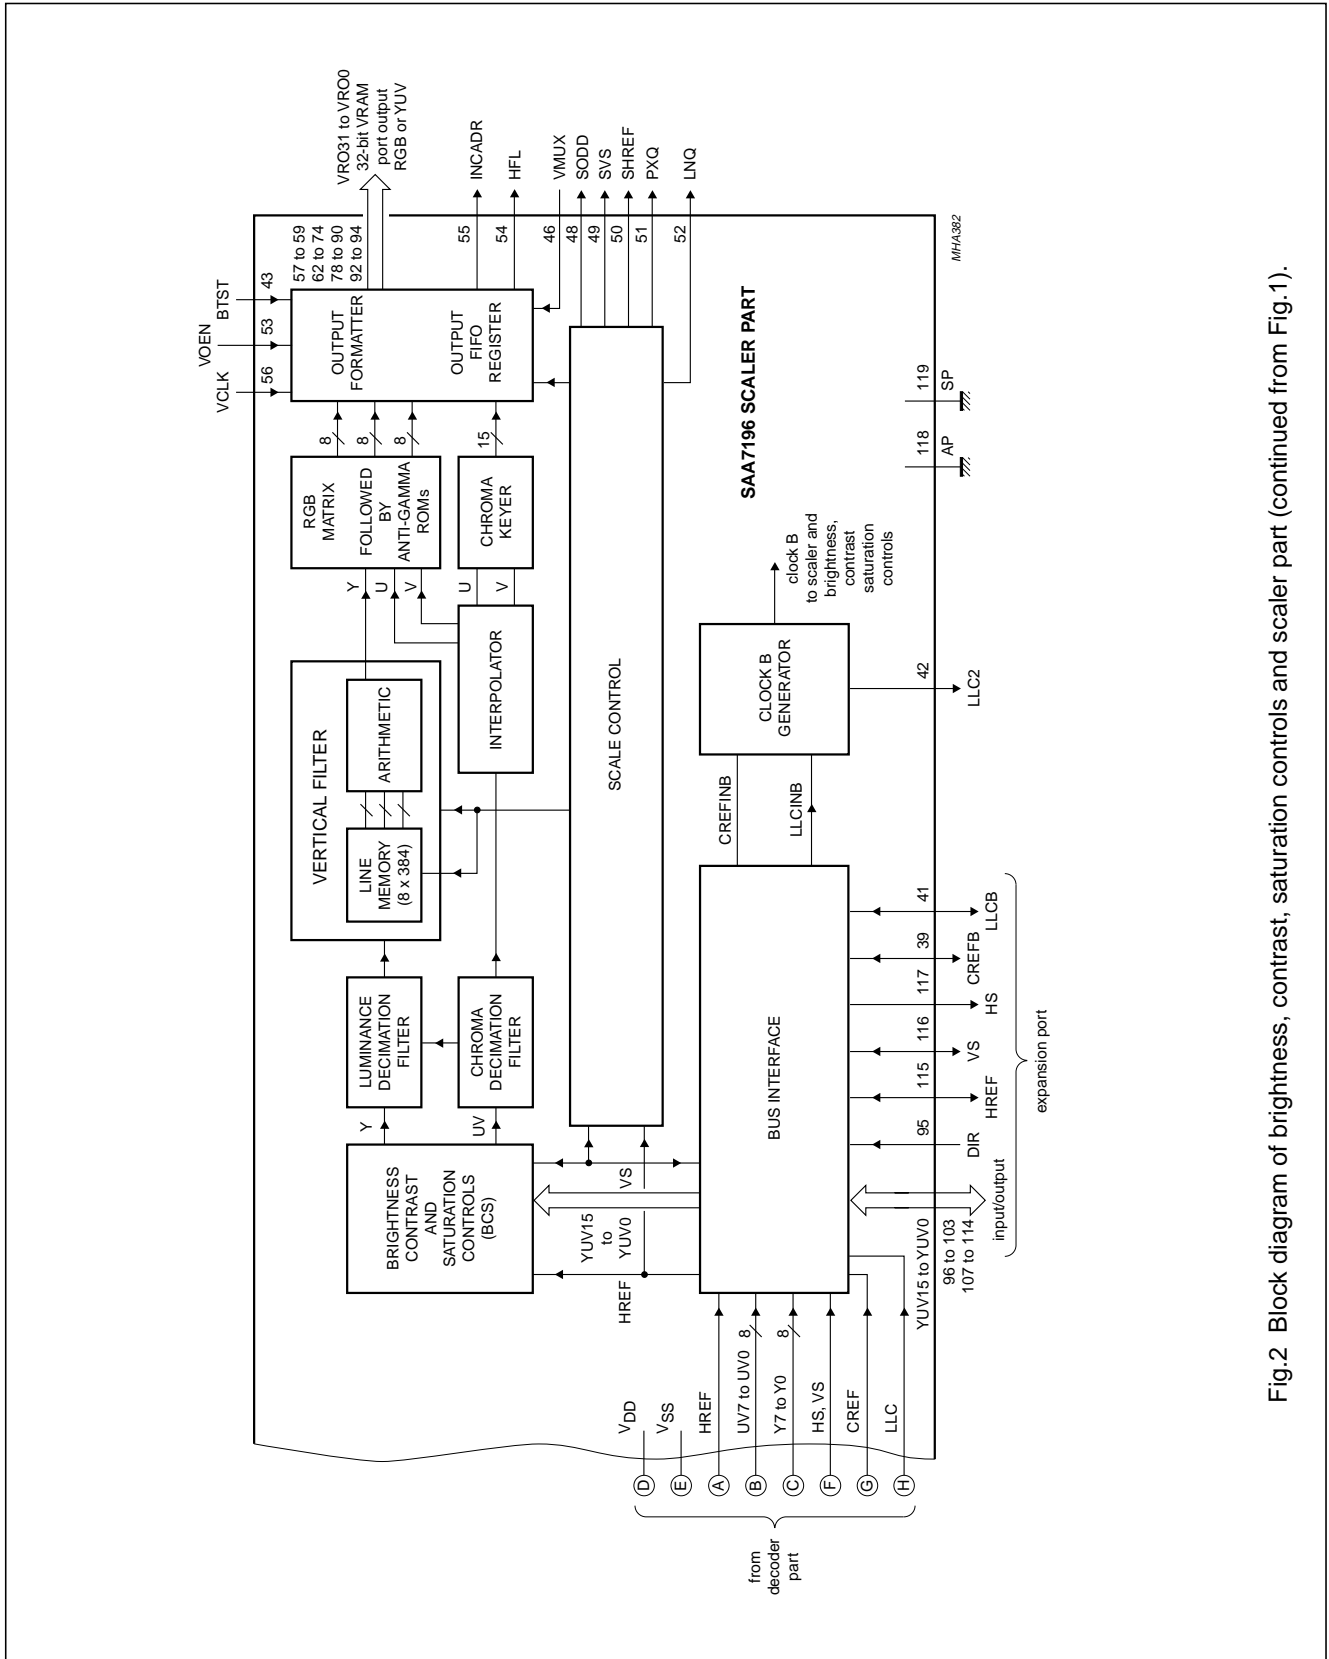 VRO31 to VRO0
32-bit VRAM
port output
RGB or YUV
INCADR
HFL
VMUX
SODD
SVS
SHREF
PXQ
LNQ
57 to 59
62 to 74
78 to 90
92 to 94
55
54
46
48
49
50
51
52
BTST
43
VOEN
53
VCLK
56
OUTPUT
FORMATTER
OUTPUT
FIFO
REGISTER
8
8
8
15
RGB
MATRIX
FOLLOWED
BY
ANTI-GAMMA
ROMs
CHROMA
KEYER
Y
U
V
U
V
VERTICAL FILTER
ARITHMETIC
LINE
MEMORY
(8 x 384)
INTERPOLATOR
LUMINANCE
DECIMATION
FILTER
CHROMA
DECIMATION
FILTER
Y
UV
BRIGHTNESS
CONTRAST
AND
SATURATION
CONTROLS
(BCS)
SCALE CONTROL
VS
YUV15
to
YUV0
HREF
SAA7196 SCALER PART
MHA382
119
SP
118
AP
clock B
to scaler and
brightness,
contrast
saturation
controls
CLOCK B
GENERATOR
42
LLC2
CREFINB
LLCINB
BUS INTERFACE
41
LLCB
39
CREFB
117
HS
116
VS
115
HREF
95
DIR
input/output
YUV15 to YUV0
96 to 103
107 to 114
expansion port
VDD
VSS
HREF
UV7 to UV0
8
Y7 to Y0
8
HS, VS
CREF
LLC
D
E
A
B
C
F
G
H
from
decoder
part
Fig.2 Block diagram of brightness, contrast, saturation controls and scaler part (continued from Fig.1).